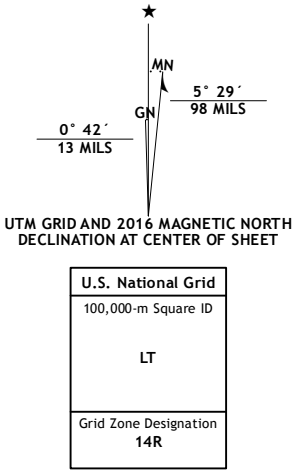 MN
GN
5° 29´
98 MILS
0° 42´
13 MILS
UTM GRID AND 2016 MAGNETIC NORTH
DECLINATION AT CENTER OF SHEET
U.S. National Grid
100,000-m Square ID
LT
Grid Zone Designation
14R